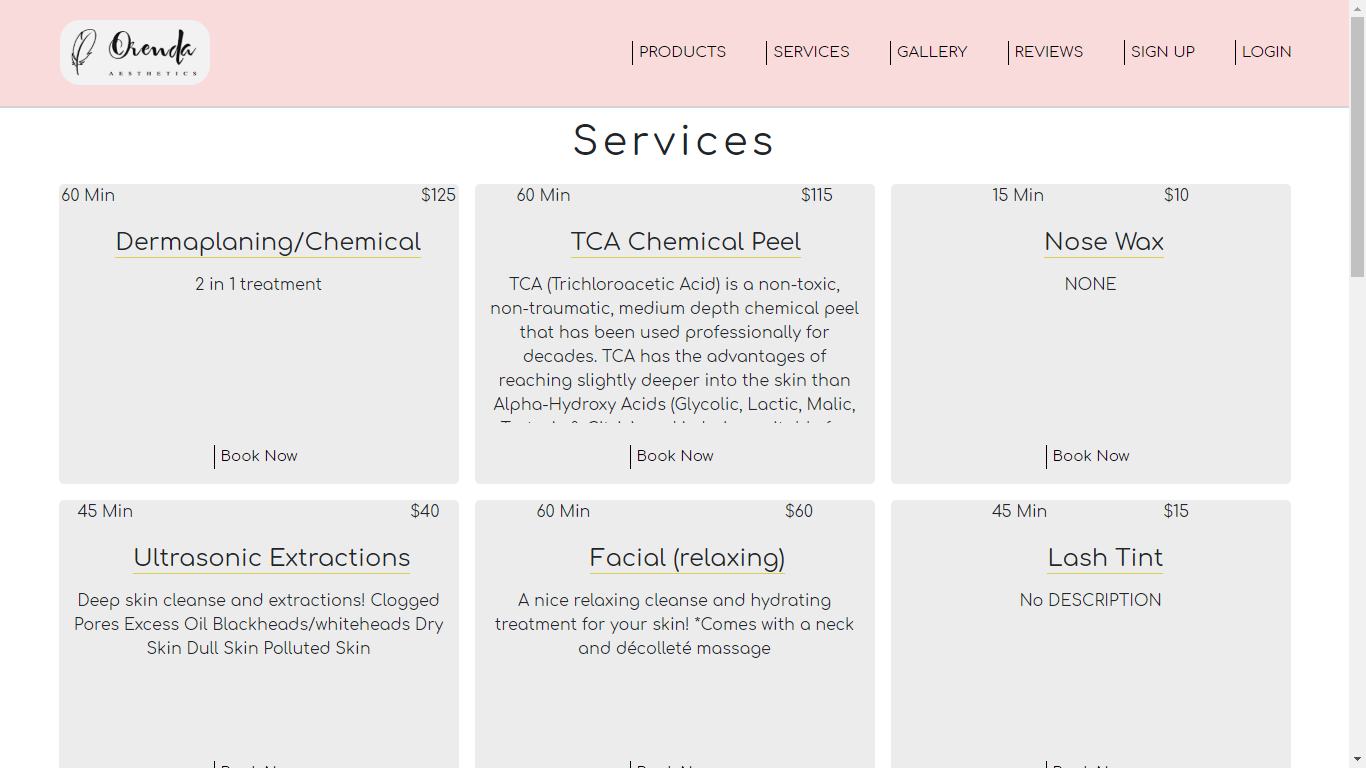 Orenda
AESTHETICS
PRODUCTS
SERVICES
GALLERY
REVIEWS
SIGN UP
LOGIN
Services
60 Min $125
Dermaplaning/Chemical
2 in 1 treatment
Book Now
60 Min $115
TCA Chemical Peel
TCA (Trichloroacetic Acid) is a non-toxic,
non-traumatic, medium depth chemical peel
that has been used professionally for
decades. TCA has the advantages of
reaching slightly deeper into the skin than
Alpha-Hydroxy Acids (Glycolic, Lactic, Malic,
Book Now
15 Min $10
Nose Wax
NONE
Book Now
45 Min $40
Ultrasonic Extractions
Deep skin cleanse and extractions! Clogged
Pores Excess Oil Blackheads/whiteheads Dry
Skin Dull Skin Polluted Skin
60 Min $60
Facial (relaxing)
A nice relaxing cleanse and hydrating
treatment for your skin! *Comes with a neck
and décolleté massage
45 Min $15
Lash Tint
No DESCRIPTION